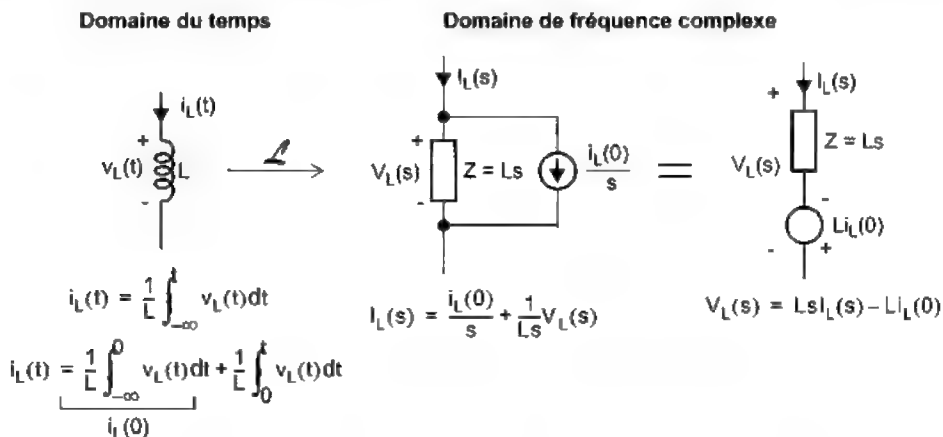 Domaine du temps
Domaine de fréquence complexe
i_L(t)
+
v_L(t)
L
-
ℒ
I_L(s)
+
V_L(s)
-
Z = Ls
i_L(0)/s
=
I_L(s)
+
Z = Ls
V_L(s)
-
Li_L(0)
-
+
i_L(t) = 1/L ∫_{-∞}^{t} v_L(t)dt
I_L(s) = i_L(0)/s + 1/Ls V_L(s)
V_L(s) = LsI_L(s) – Li_L(0)
i_L(t) = 1/L ∫_{-∞}^{0} v_L(t)dt + 1/L ∫_{0}^{t} v_L(t)dt
i_L(0)